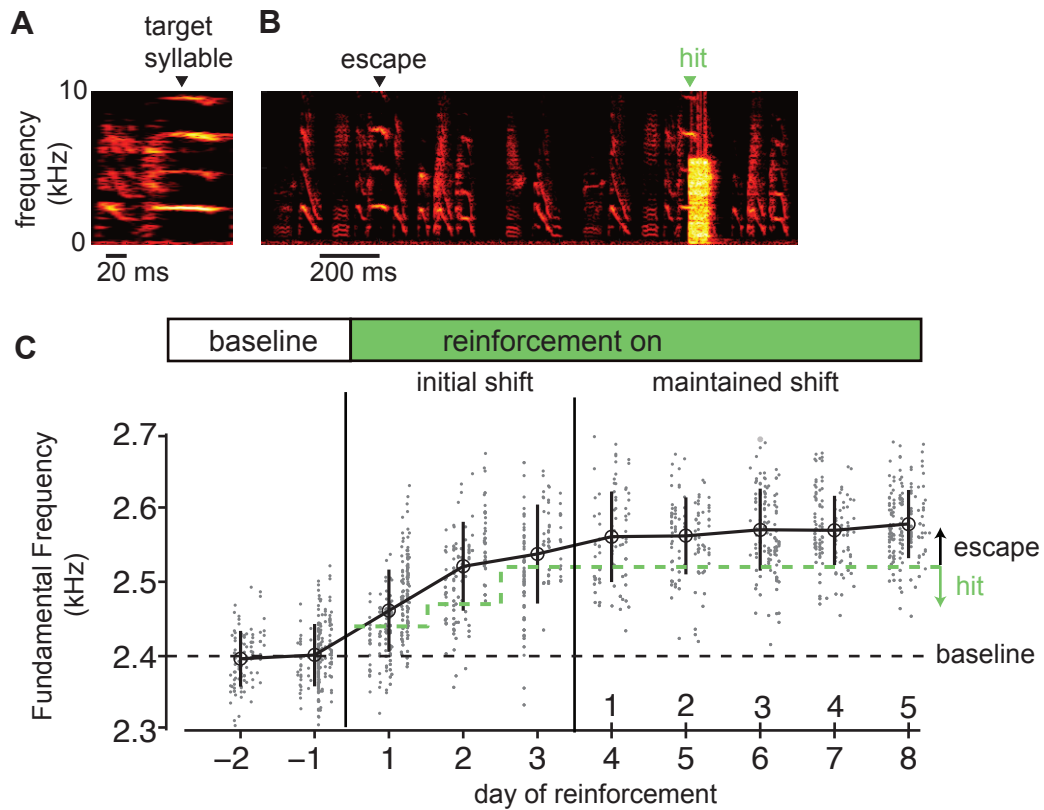 A
target
syllable
B
escape
hit
10
frequency
(kHz)
0
20 ms
200 ms
baseline
reinforcement on
C
initial shift
maintained shift
Fundamental Frequency
(kHz)
2.7
2.6
2.5
2.4
2.3
escape
hit
baseline
1 2 3 4 5
−2 −1 1 2 3 4 5 6 7 8
day of reinforcement